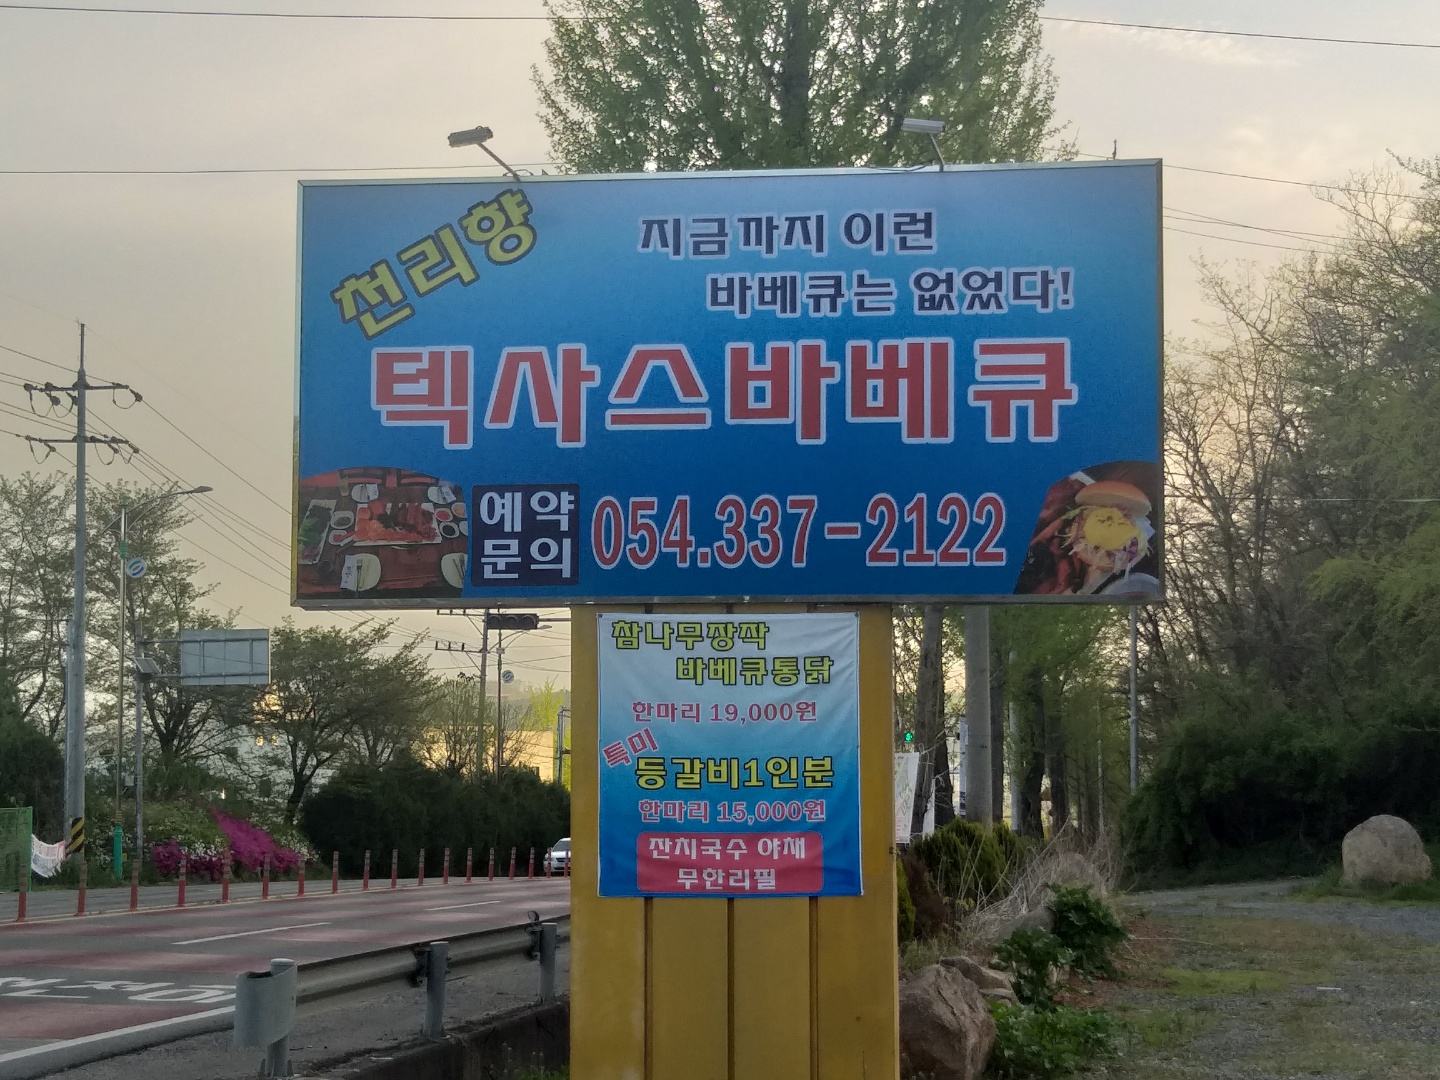 천리향
지금까지 이런
바베큐는 없었다!
텍사스바베큐
예약
문의
054.337-2122
참나무장작
바베큐통닭
한마리 19,000원
특미
등갈비1인분
한마리 15,000원
잔치국수 야채
무한리필